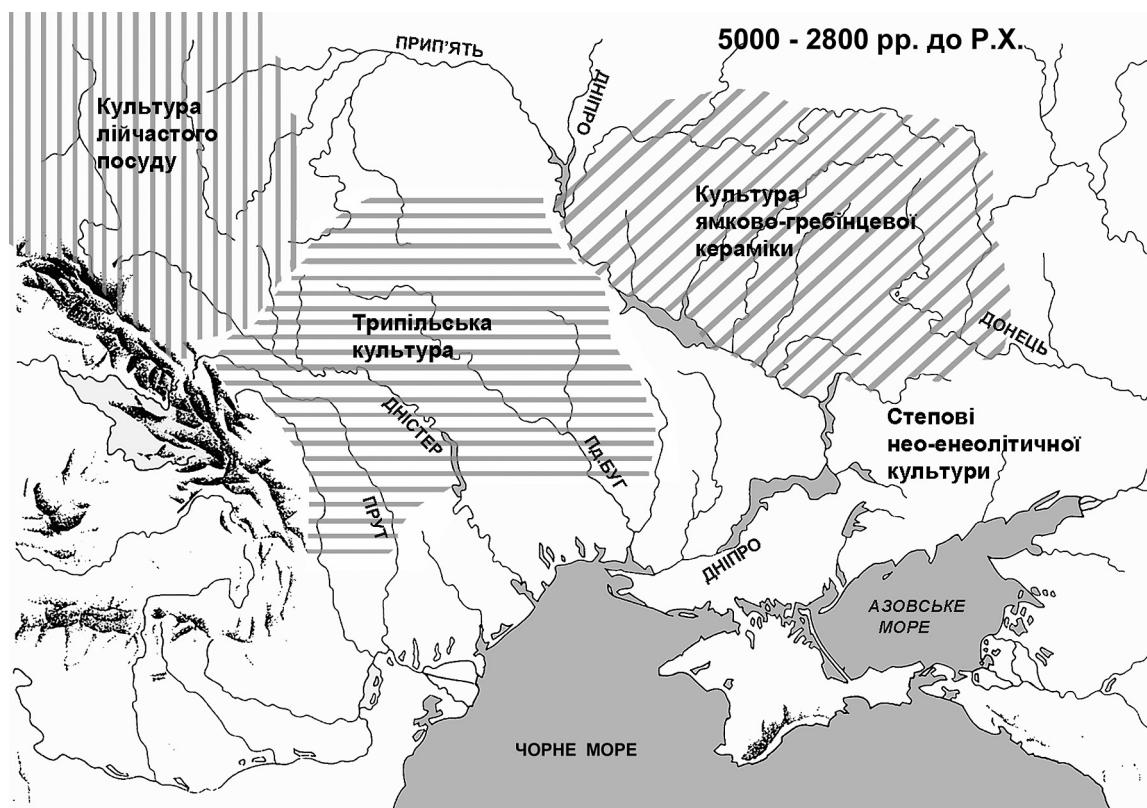 5000 - 2800 рр. до Р.Х.
ПРИП'ЯТЬ
ДНІПРО
Культура
лійчастого
посуду
Культура
ямково-гребінцевої
кераміки
Трипільська
культура
ДОНЕЦЬ
ДНІСТЕР
Пд.БУГ
Степові
нео-енеолітичної
культури
ПРУТ
ДНІПРО
АЗОВСЬКЕ
МОРЕ
ЧОРНЕ МОРЕ